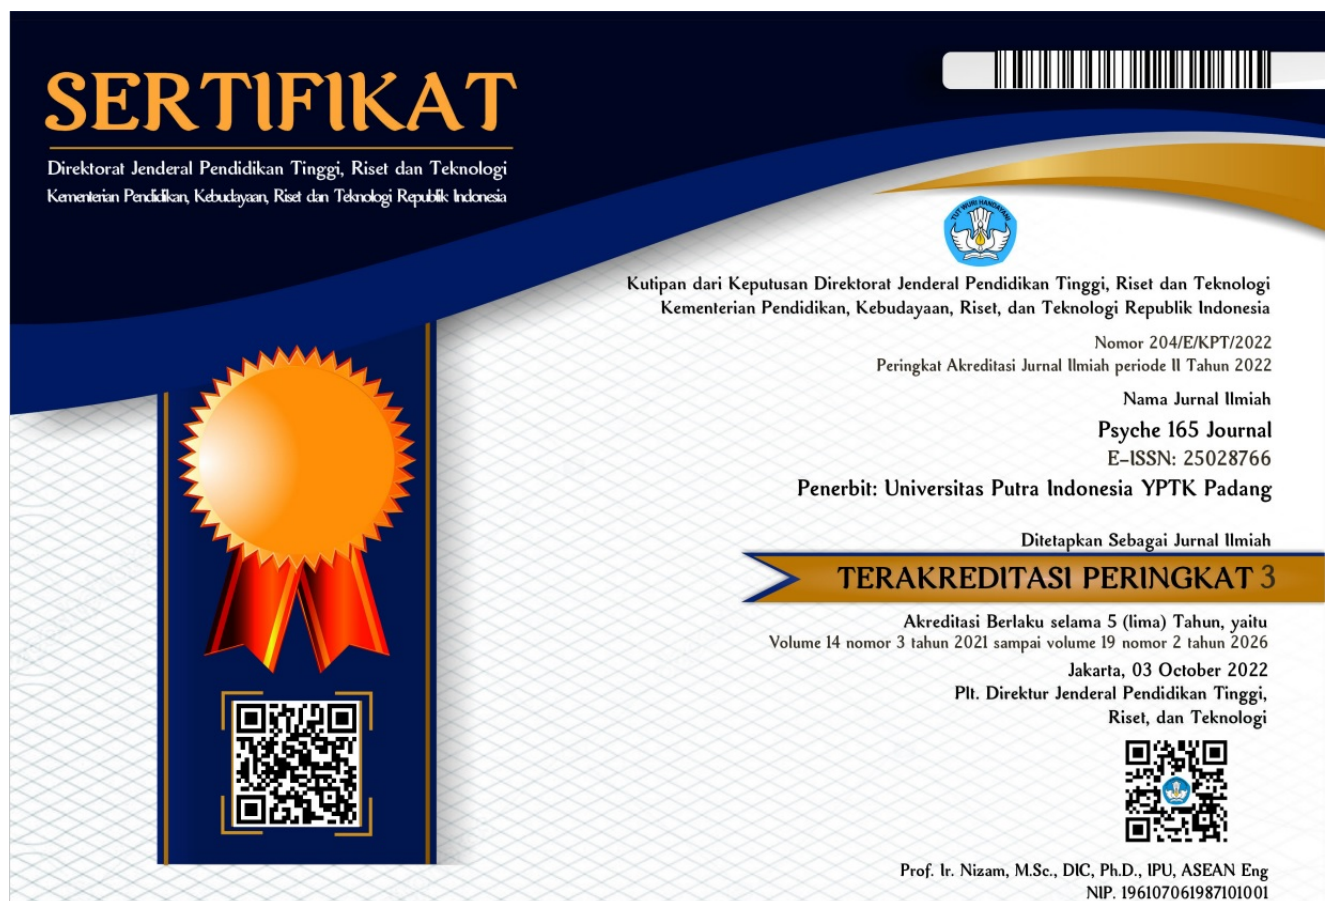 SERTIFIKAT
Direktorat Jenderal Pendidikan Tinggi, Riset dan Teknologi
Kementerian Pendidikan, Kebudayaan, Riset dan Teknologi Republik Indonesia
TUT WURI HANDAYANI
Kutipan dari Keputusan Direktorat Jenderal Pendidikan Tinggi, Riset dan Teknologi
Kementerian Pendidikan, Kebudayaan, Riset, dan Teknologi Republik Indonesia
Nomor 204/E/KPT/2022
Peringkat Akreditasi Jurnal Ilmiah periode II Tahun 2022
Nama Jurnal Ilmiah
Psyche 165 Journal
E-ISSN: 25028766
Penerbit: Universitas Putra Indonesia YPTK Padang
Ditetapkan Sebagai Jurnal Ilmiah
TERAKREDITASI PERINGKAT 3
Akreditasi Berlaku selama 5 (lima) Tahun, yaitu
Volume 14 nomor 3 tahun 2021 sampai volume 19 nomor 2 tahun 2026
Jakarta, 03 October 2022
Plt. Direktur Jenderal Pendidikan Tinggi,
Riset, dan Teknologi
Prof. Ir. Nizam, M.Sc., DIC, Ph.D., IPU, ASEAN Eng
NIP. 196107061987101001